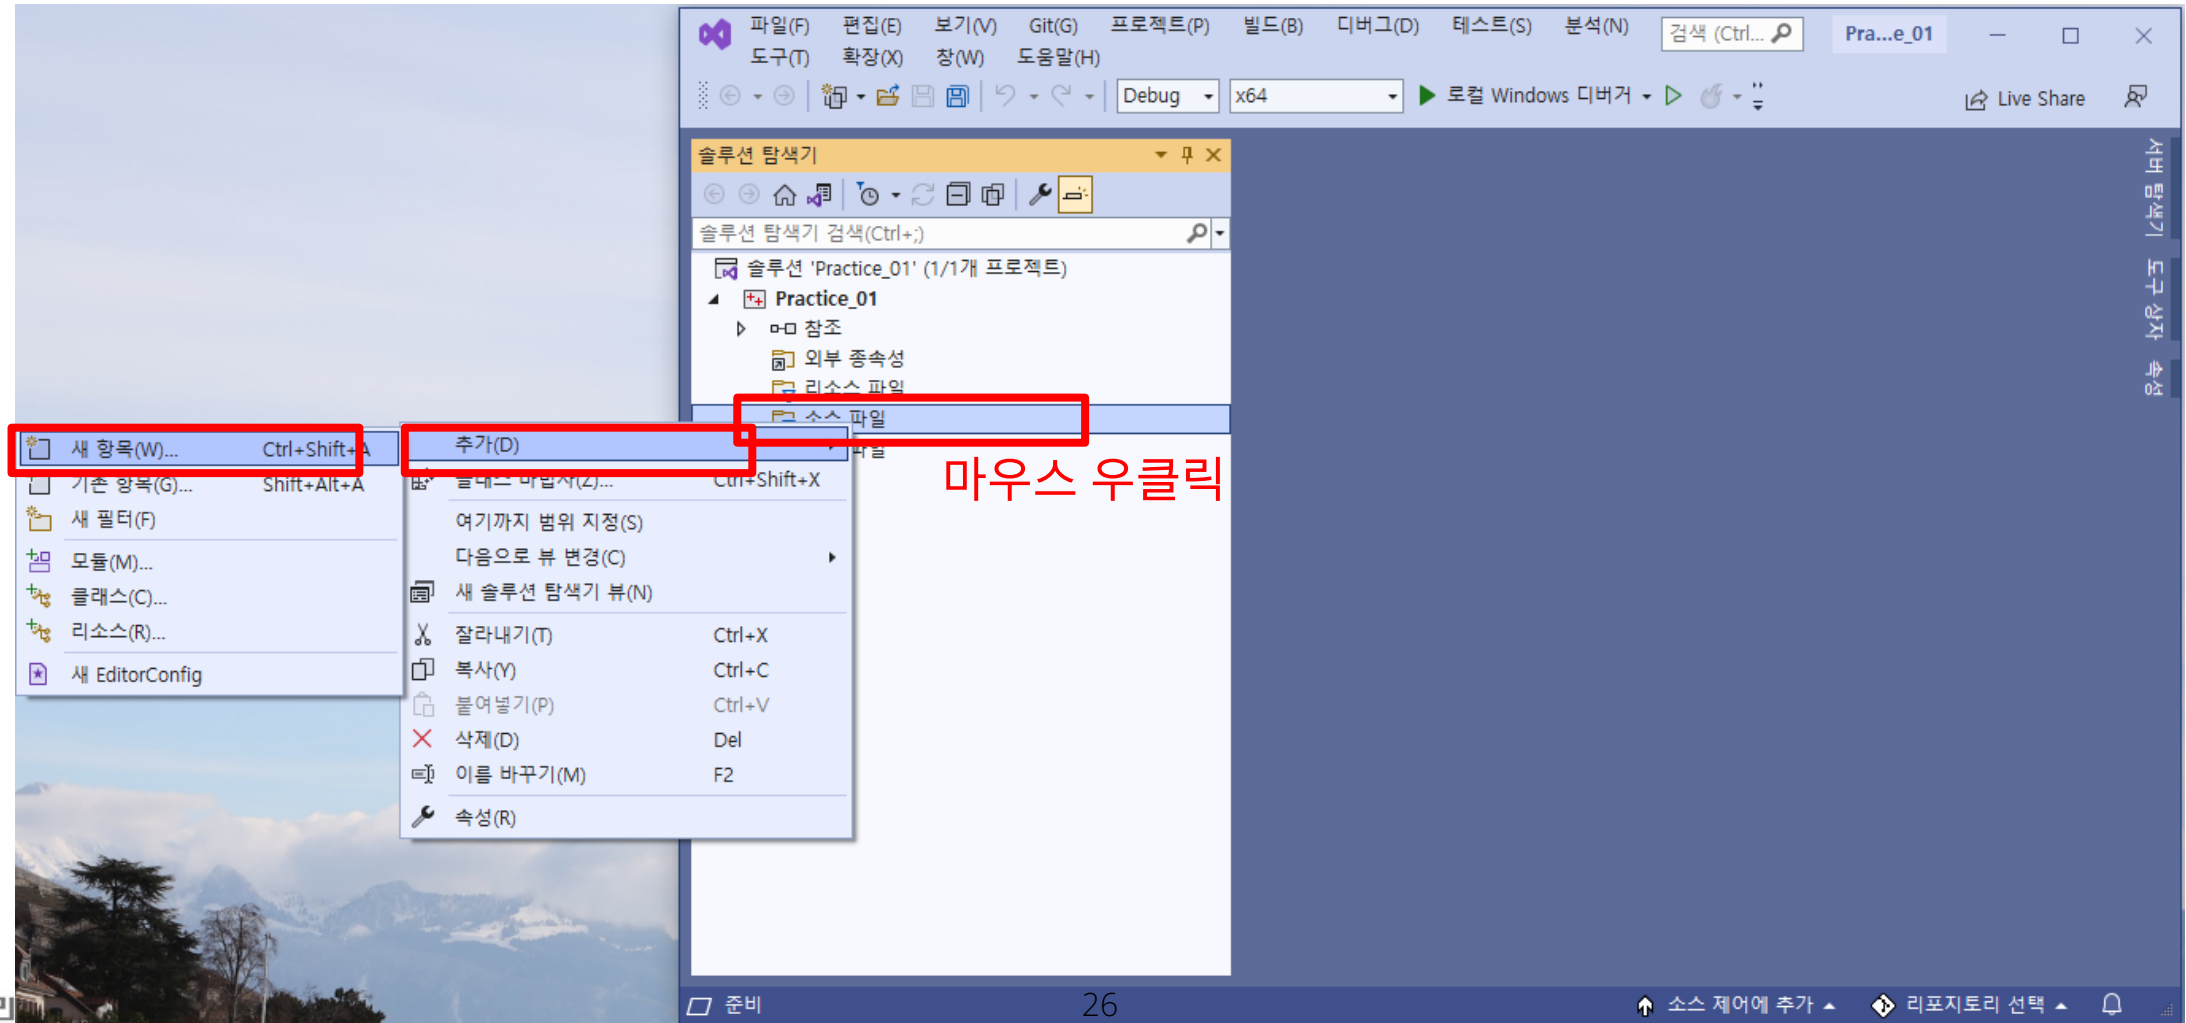 파일(F) 편집(E) 보기(V) Git(G) 프로젝트(P) 빌드(B) 디버그(D) 테스트(S) 분석(N) 검색 (Ctrl... Pra...e_01
도구(T) 확장(X) 창(W) 도움말(H)
Debug x64 로컬 Windows 디버거 Live Share
솔루션 탐색기
솔루션 탐색기 검색(Ctrl+;)
솔루션 'Practice_01' (1/1개 프로젝트)
Practice_01
참조
외부 종속성
리소스 파일
소스 파일
파일
마우스 우클릭
추가(D)
클래스 마법사(Z)... Ctrl+Shift+X
여기까지 범위 지정(S)
다음으로 뷰 변경(C)
새 솔루션 탐색기 뷰(N)
잘라내기(T) Ctrl+X
복사(Y) Ctrl+C
붙여넣기(P) Ctrl+V
삭제(D) Del
이름 바꾸기(M) F2
속성(R)
새 항목(W)... Ctrl+Shift+A
기존 항목(G)... Shift+Alt+A
새 필터(F)
모듈(M)...
클래스(C)...
리소스(R)...
새 EditorConfig
서버 탐색기
도구 상자
속성
준비
26
소스 제어에 추가
리포지토리 선택